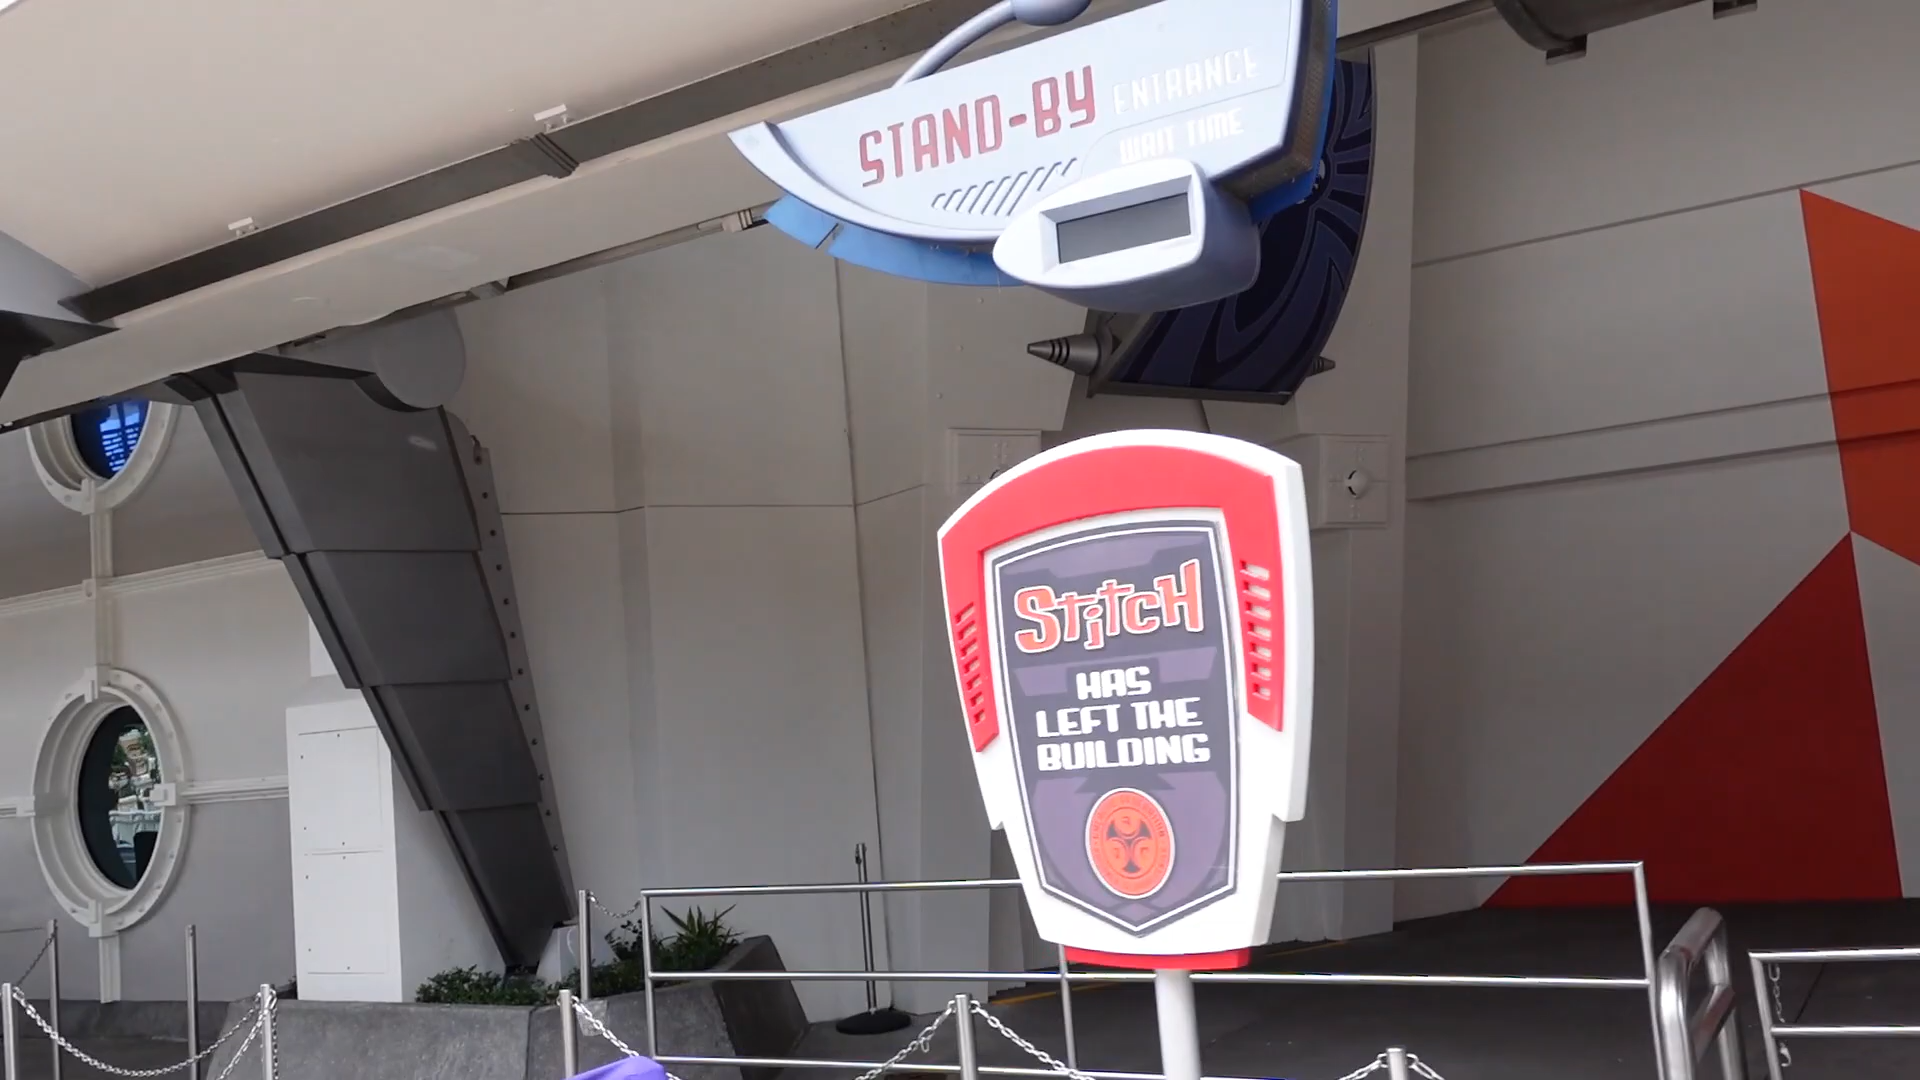 STAND-BY ENTRANCE
WAIT TIME
Stitch
HAS
LEFT THE
BUILDING